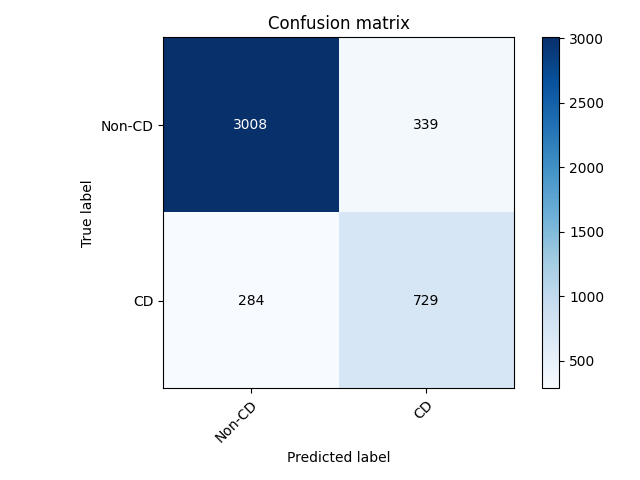 Confusion matrix
True label
Non-CD
3008
339
CD
284
729
Non-CD
CD
Predicted label
3000
2500
2000
1500
1000
500